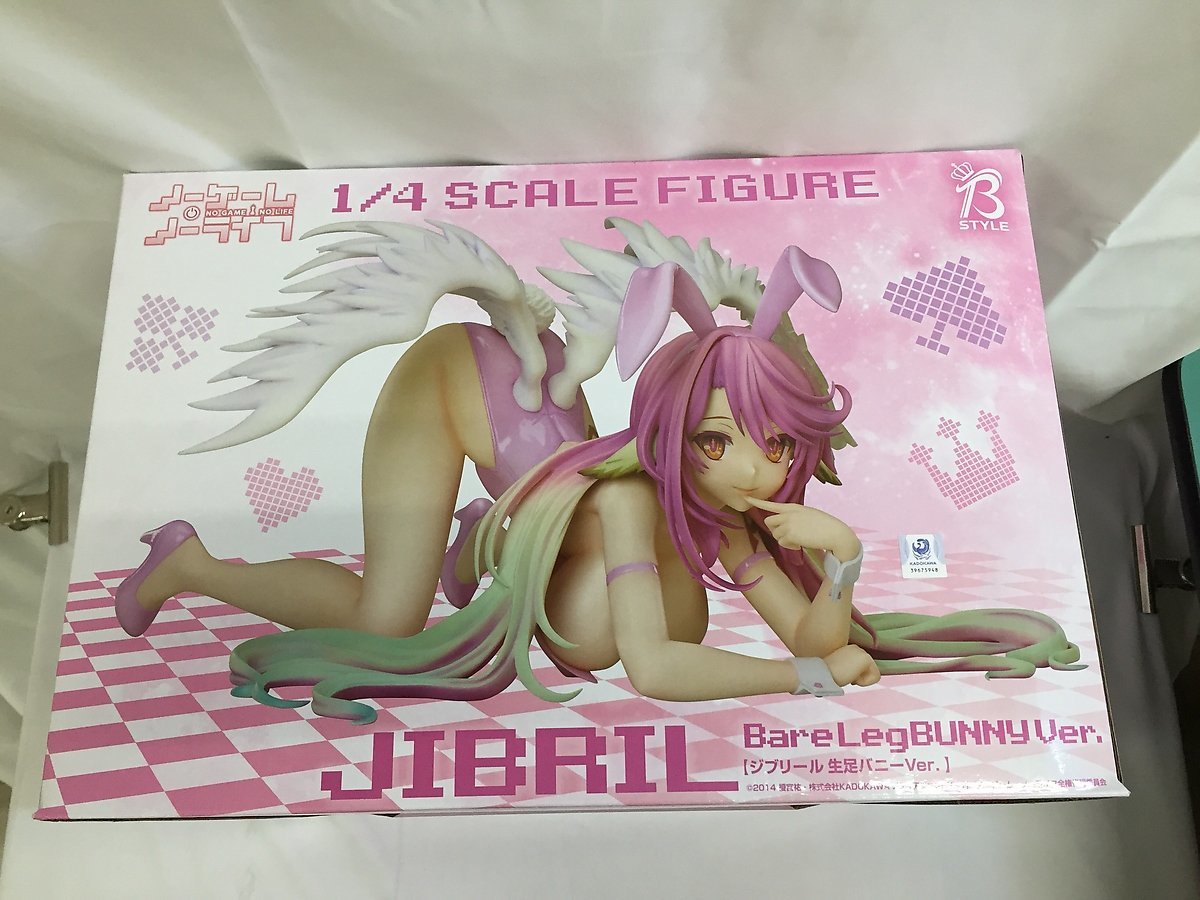 ノーゲーム
NO GAME NO LIFE
ノーライフ
1/4 SCALE FIGURE
B
STYLE
KADOKAWA
39675948
JIBRIL
Bare Leg BUNNY Ver.
[ジブリール 生足バニーVer. ]
©2014 榎宮祐・株式会社KADOKAWA